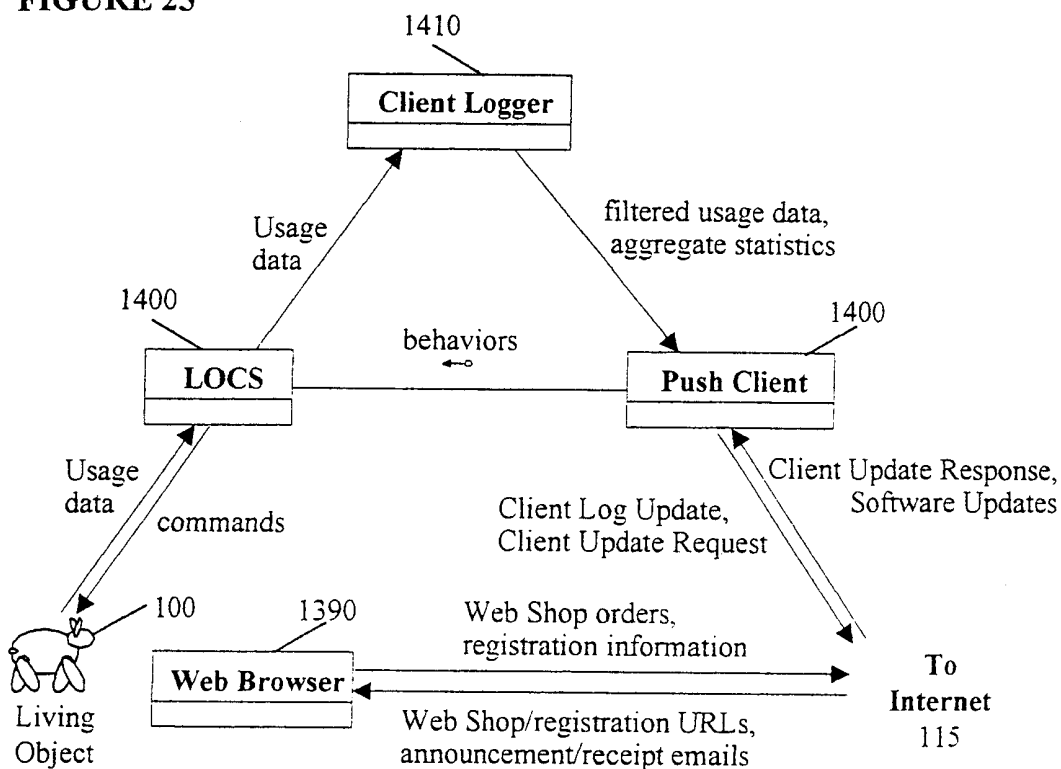 FIGURE 25
1410
Client Logger
Usage
data
filtered usage data,
aggregate statistics
1400
LOCS
behaviors
1400
Push Client
Usage
data
commands
Client Log Update,
Client Update Request
Client Update Response,
Software Updates
100
Living
Object
1390
Web Browser
Web Shop orders,
registration information
Web Shop/registration URLs,
announcement/receipt emails
To
Internet
115